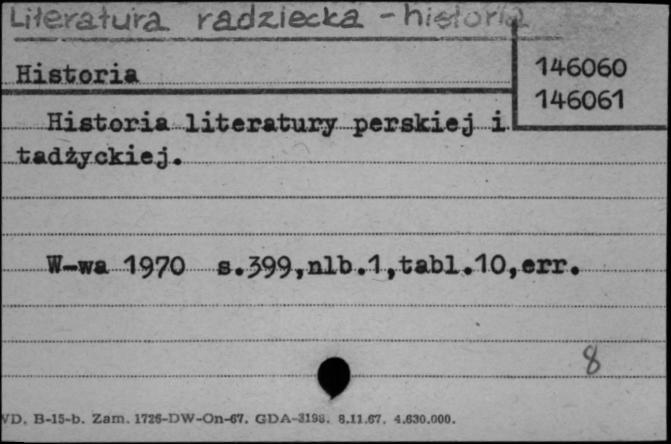 Literatura radziecka - historia
Historia
146060
146061
Historia literatury perskiej i
tadżyckiej.
W-wa 1970 s.399,nlb.1,tabl.10,err.
8
VD. B-15-b. Zam. 1726-DW-On-67. GDA-3198. 8.11.67. 4.630.000.